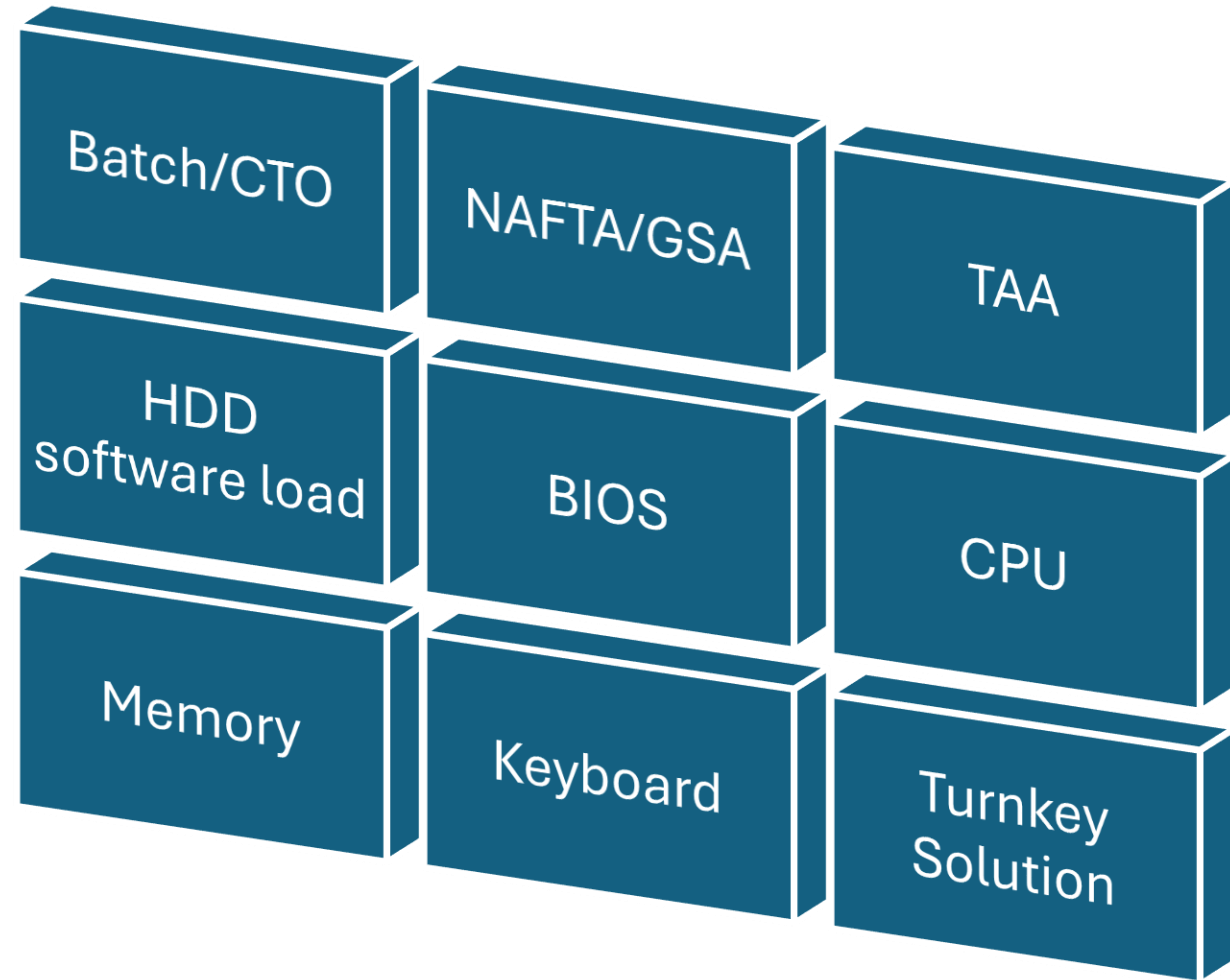 Batch/CTO
NAFTA/GSA
TAA
HDD
software load
BIOS
CPU
Memory
Keyboard
Turnkey
Solution